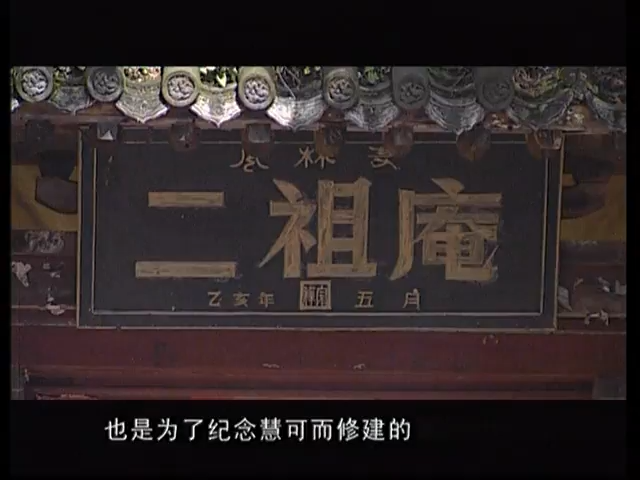 林
二祖庵
乙亥年 五月
也是为了纪念慧可而修建的